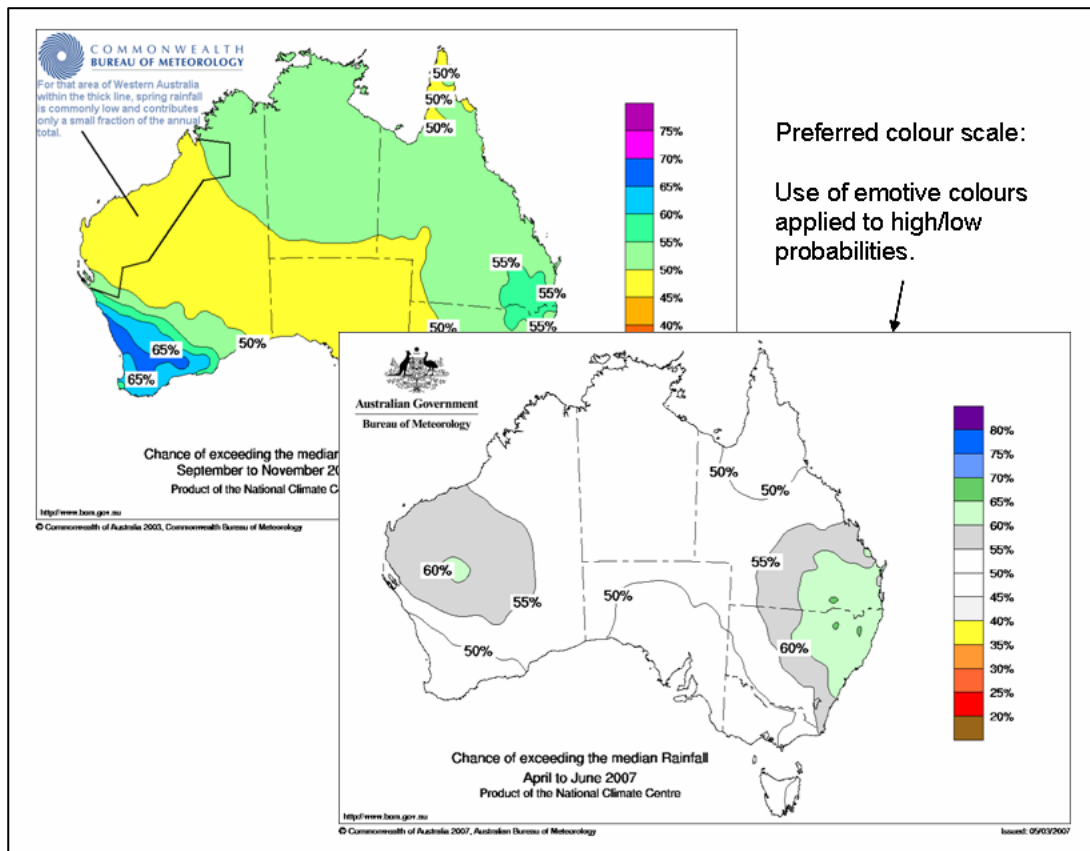 COMMONWEALTH
BUREAU OF METEOROLOGY
For that area of Western Australia
within the thick line, spring rainfall
is commonly low and contributes
only a small fraction of the annual
total.
50%
50%
50%
55%
55%
55%
50%
50%
65%
65%
75%
70%
65%
60%
55%
50%
45%
40%
Chance of exceeding the median
September to November 20
Product of the National Climate C
http://www.bom.gov.au
© Commonwealth of Australia 2003, Commonwealth Bureau of Meteorology
Preferred colour scale:
Use of emotive colours
applied to high/low
probabilities.
Australian Government
Bureau of Meteorology
50%
50%
55%
60%
55%
50%
50%
60%
80%
75%
70%
65%
60%
55%
50%
45%
40%
35%
30%
25%
20%
Chance of exceeding the median Rainfall
April to June 2007
Product of the National Climate Centre
http://www.bom.gov.au
© Commonwealth of Australia 2007, Australian Bureau of Meteorology
Issued: 05/03/2007